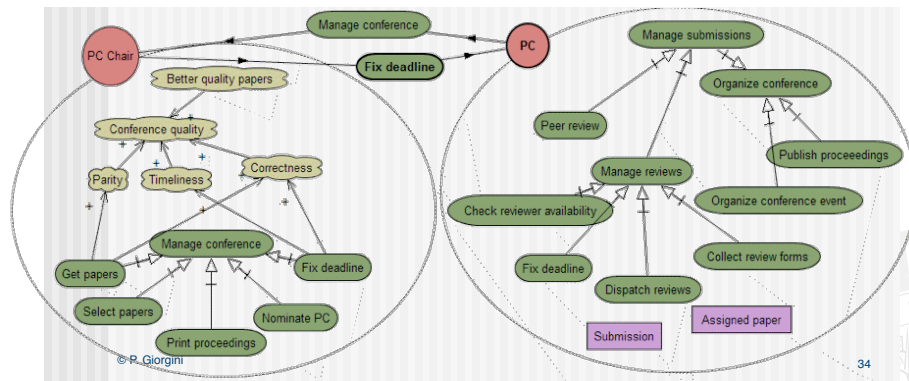 Manage conference
PC Chair
PC
Fix deadline
Better quality papers
Conference quality
Parity
Timeliness
Correctness
Manage conference
Get papers
Fix deadline
Select papers
Nominate PC
Print proceedings
Manage submissions
Organize conference
Peer review
Publish proceeedings
Manage reviews
Check reviewer availability
Organize conference event
Fix deadline
Collect review forms
Dispatch reviews
Submission
Assigned paper
© P. Giorgini
34